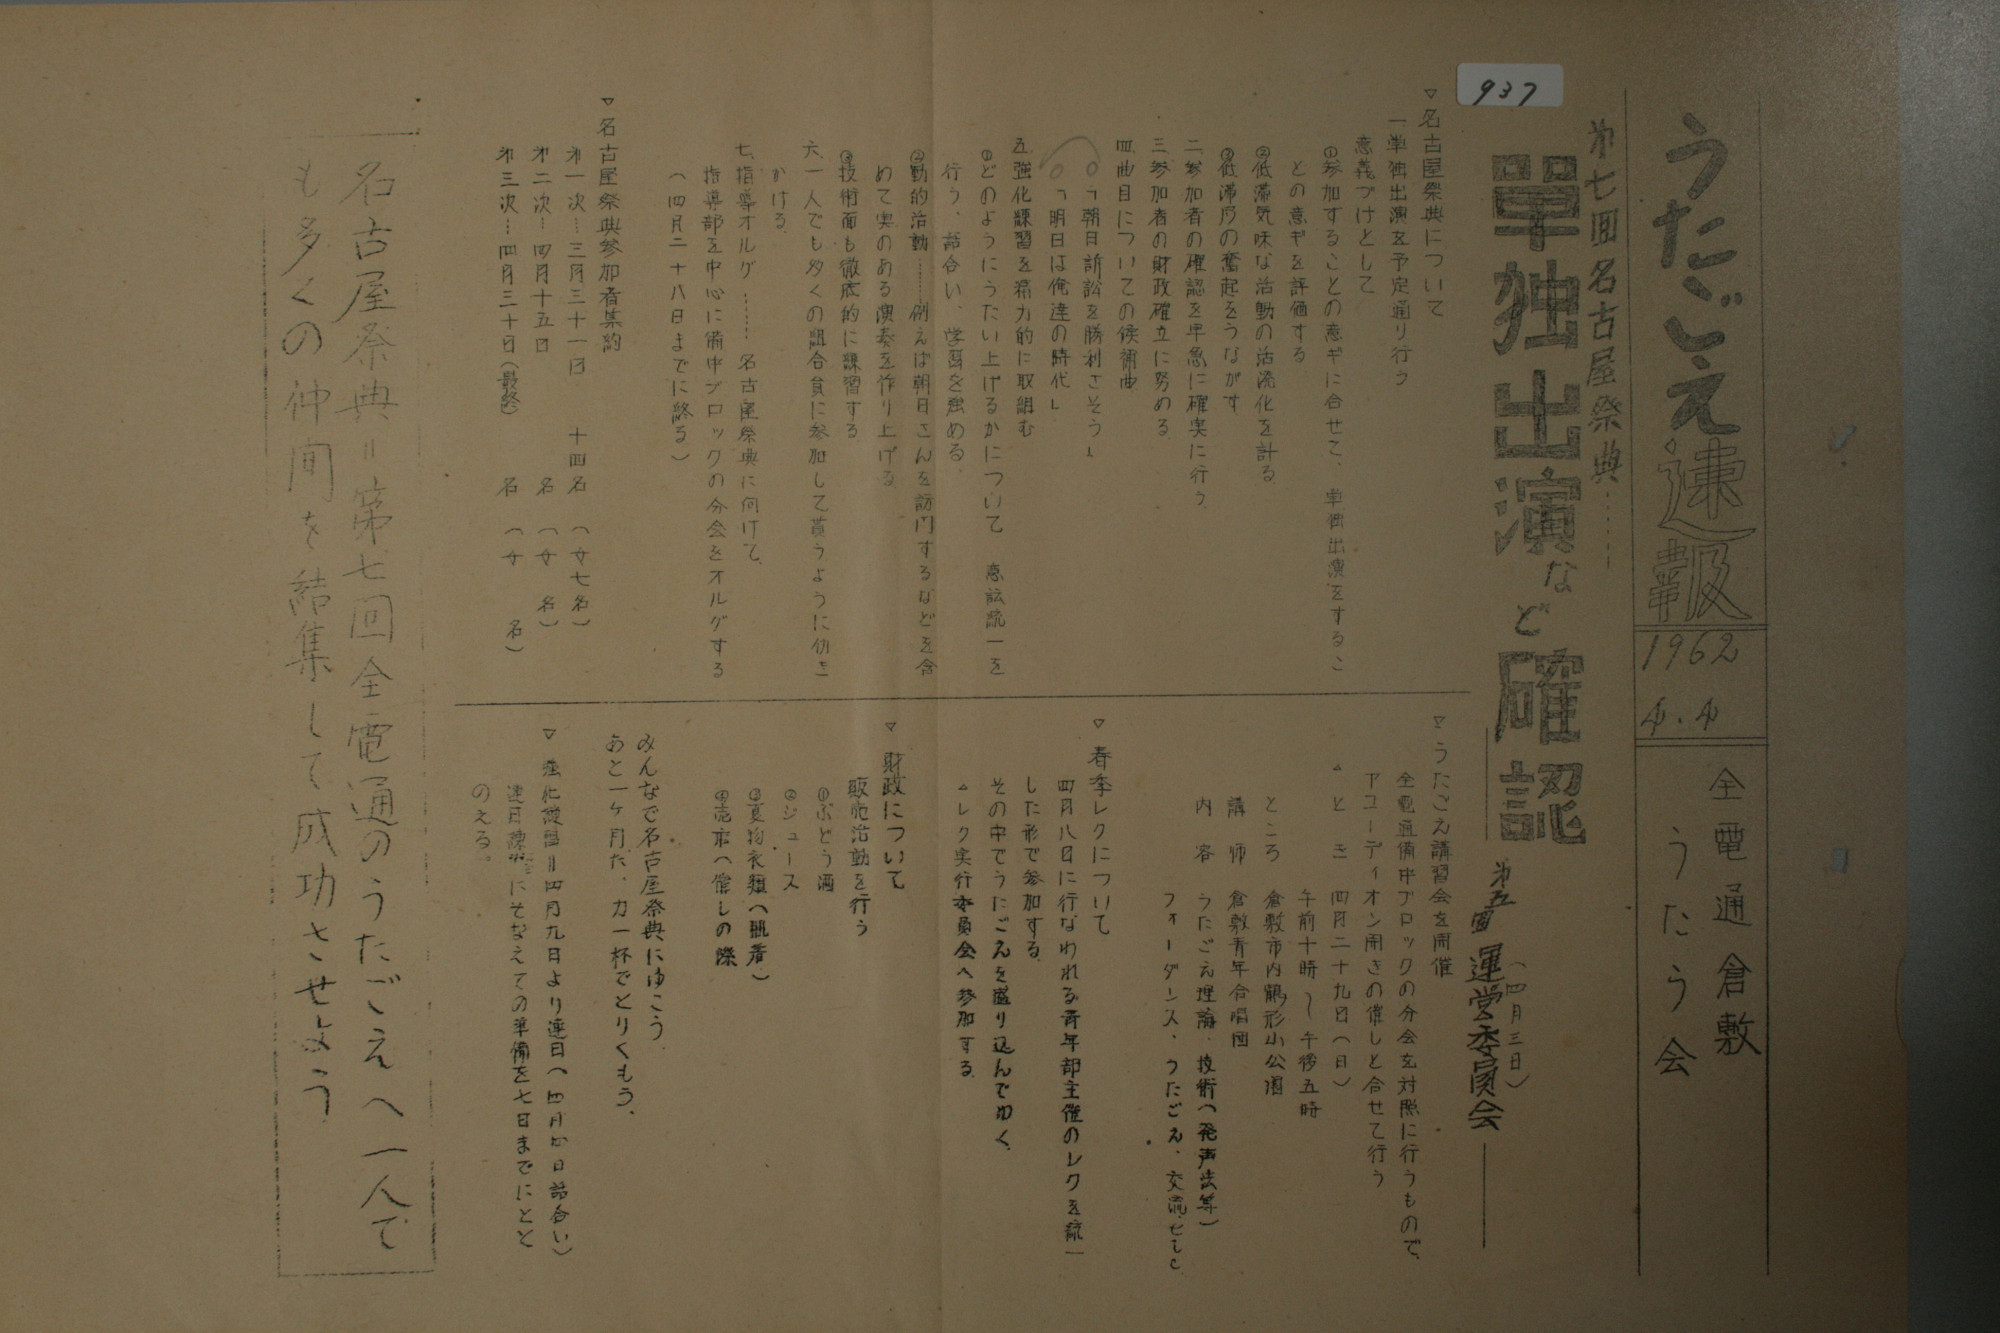 937
うたごえ速報
1962
4.4
全電通倉敷
うたう会
第七回名古屋祭典……
単独出演など確認
第五回運営委員会
(四月三日)
▽名古屋祭典について
一、単独出演を予定通り行う
意義づけとして
①参加することの意ギに合せて、単独出演をするこ
との意ギを評価する
②低滞気味な活動の活流化を計る
③低滞分の奮起をうながす
二、参加者の確認を早急に確実に行う
三、参加者の財政確立に努める
四、曲目についての候補曲
○「朝日訴訟を勝利させそう」
○「明日は俺達の時代」
五、強化練習を精力的に取組む
①どのようにうたい上げるかについて 意訟統一を
行う、話合い、学習を強める、
②動的活動……例えば朝日さんを訪門するなどを含
めて実のある演奏を作り上げる
③技術面も徹底的に練習する
六、一人でも多くの組合員に参加して貰うように仂き
かける
七、指導オルグ…… 名古屋祭典に向けて、
指導部を中心に備中ブロックの分会をオルグする
(四月二十八日までに終る)
▽名古屋祭典参加者集約
第一次…三月三十一日 十四名 (女七名)
第二次…四月十五日 名 (女 名)
第三次…四月三十日(最終) 名 (女 名)
▽うたごえ講習会を開催
全電通備中ブロックの分会を対照に行うもので、
アコーディオン開きの催しと合せて行う
▵とき 四月二十九日(日)
午前十時〜午後五時
ところ 倉敷市内鶴形山公園
講師 倉敷青年合唱団
内容 うたごえ理論、技術(発声法等)
フォーダンス、うたごえ、交流、として
▽春季レクについて
四月八日に行なわれる青年部主催のレクを統一
した形で参加する
その中でうたごえを盛り込んでゆく、
▵レク実行委員会へ参加する
▽財政について
販売活動を行う
①ぶどう酒
②ジュース
③夏物衣類(肌着)
④売店(催しの際
みんなで名古屋祭典にゆこう
あと一ヶ月だ、力一杯でとりくもう、
▽強化練習=四月九日より連日(四月七日話合い)
連日練習にそなえての準備を七日までにとと
のえる。
名古屋祭典=第七回全電通のうたごえへ一人で
も多くの仲間を結集して成功させよう